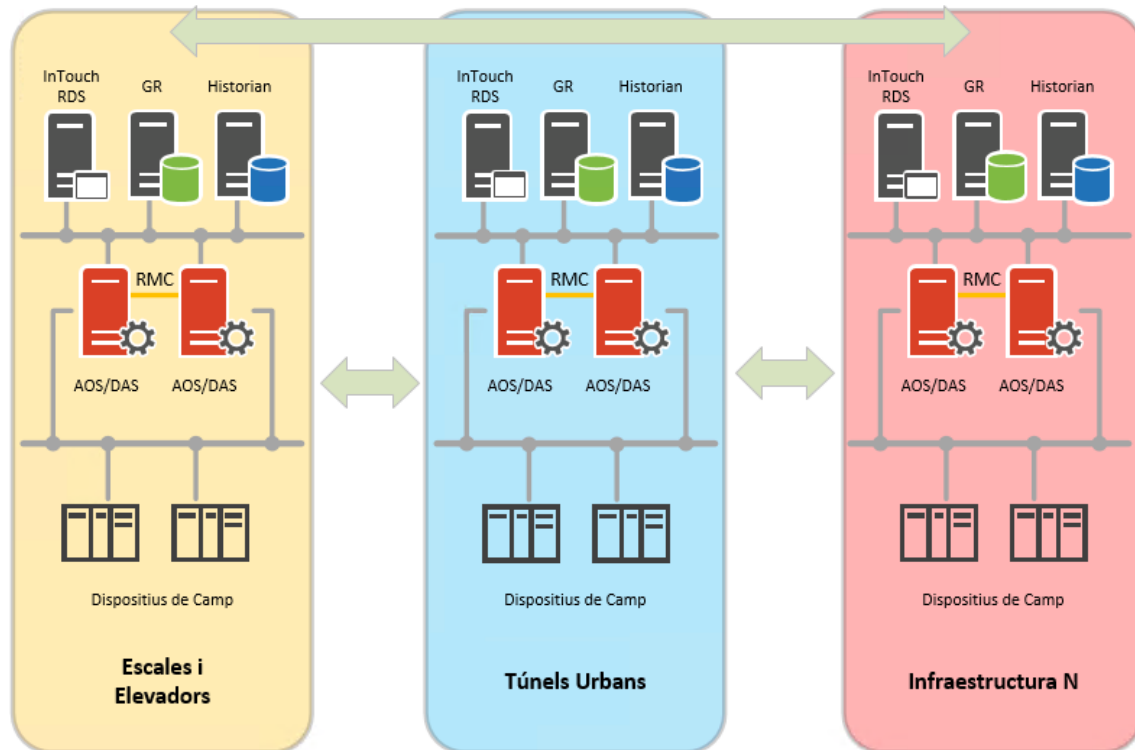 InTouch
RDS
GR
Historian
RMC
AOS/DAS
AOS/DAS
Dispositius de Camp
Escales i
Elevadors
InTouch
RDS
GR
Historian
RMC
AOS/DAS
AOS/DAS
Dispositius de Camp
Túnels Urbans
InTouch
RDS
GR
Historian
RMC
AOS/DAS
AOS/DAS
Dispositius de Camp
Infraestructura N